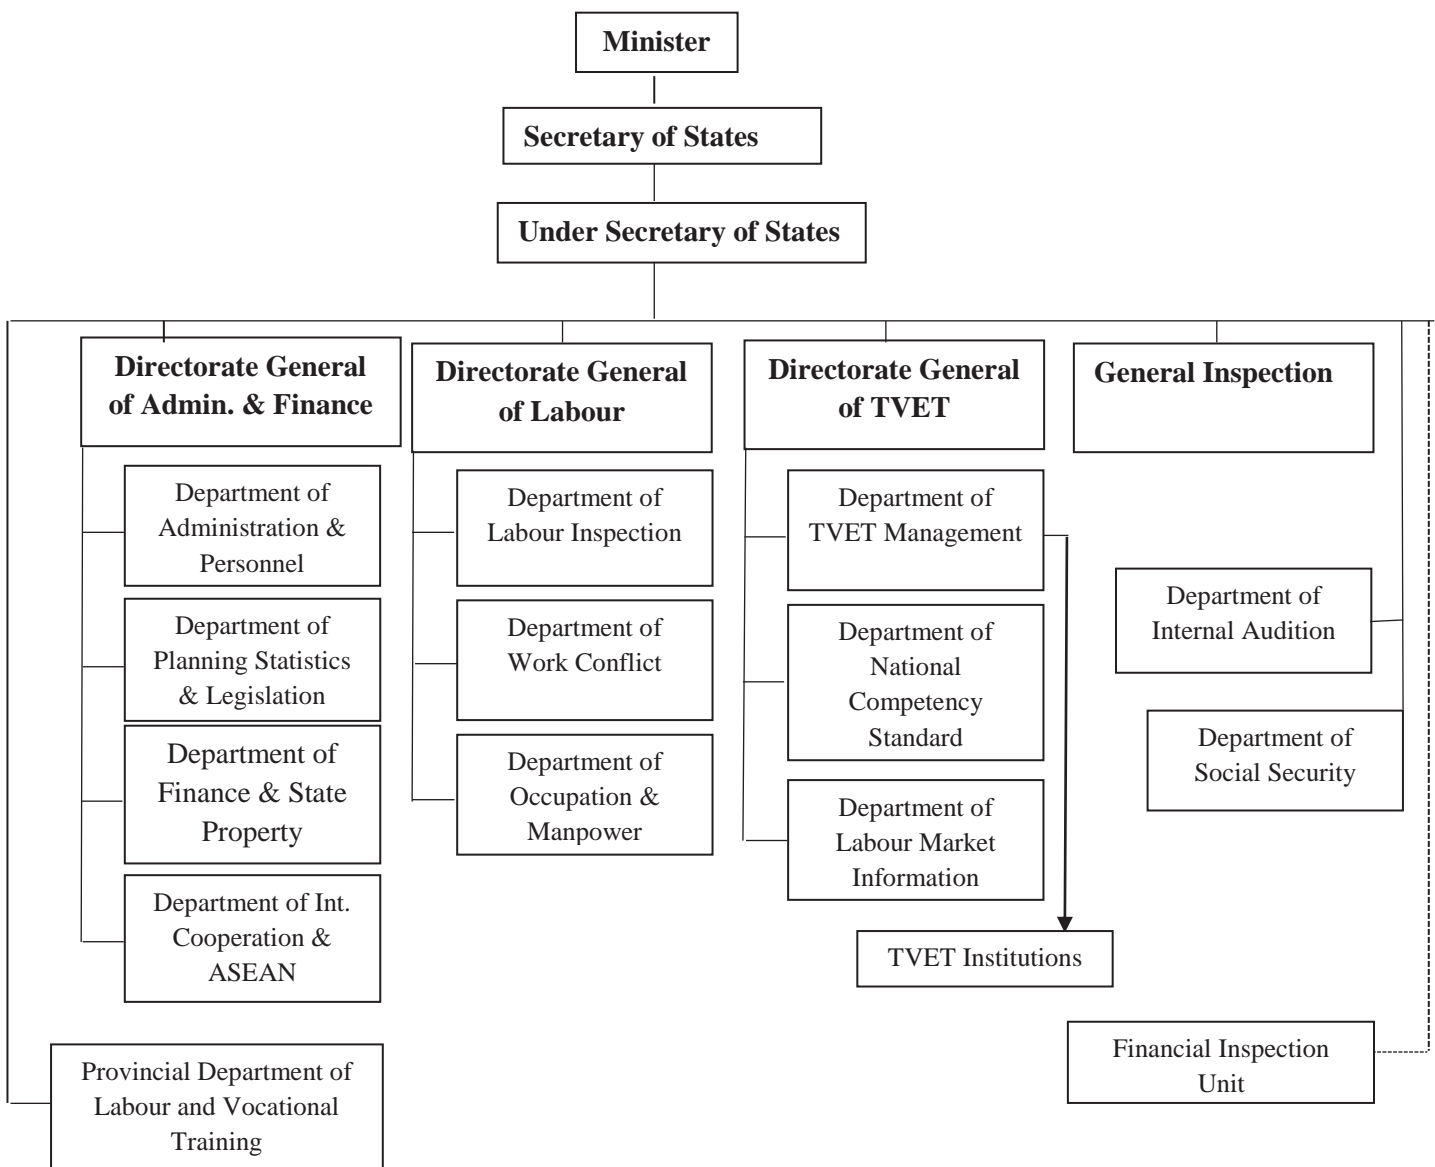 Minister
Secretary of States
Under Secretary of States
Directorate General
of Admin. & Finance
Directorate General
of Labour
Directorate General
of TVET
General Inspection
Department of
Administration &
Personnel
Department of
Planning Statistics
& Legislation
Department of
Finance & State
Property
Department of Int.
Cooperation &
ASEAN
Department of
Labour Inspection
Department of
Work Conflict
Department of
Occupation &
Manpower
Department of
TVET Management
Department of
National
Competency
Standard
Department of
Labour Market
Information
TVET Institutions
Department of
Internal Audition
Department of
Social Security
Financial Inspection
Unit
Provincial Department of
Labour and Vocational
Training